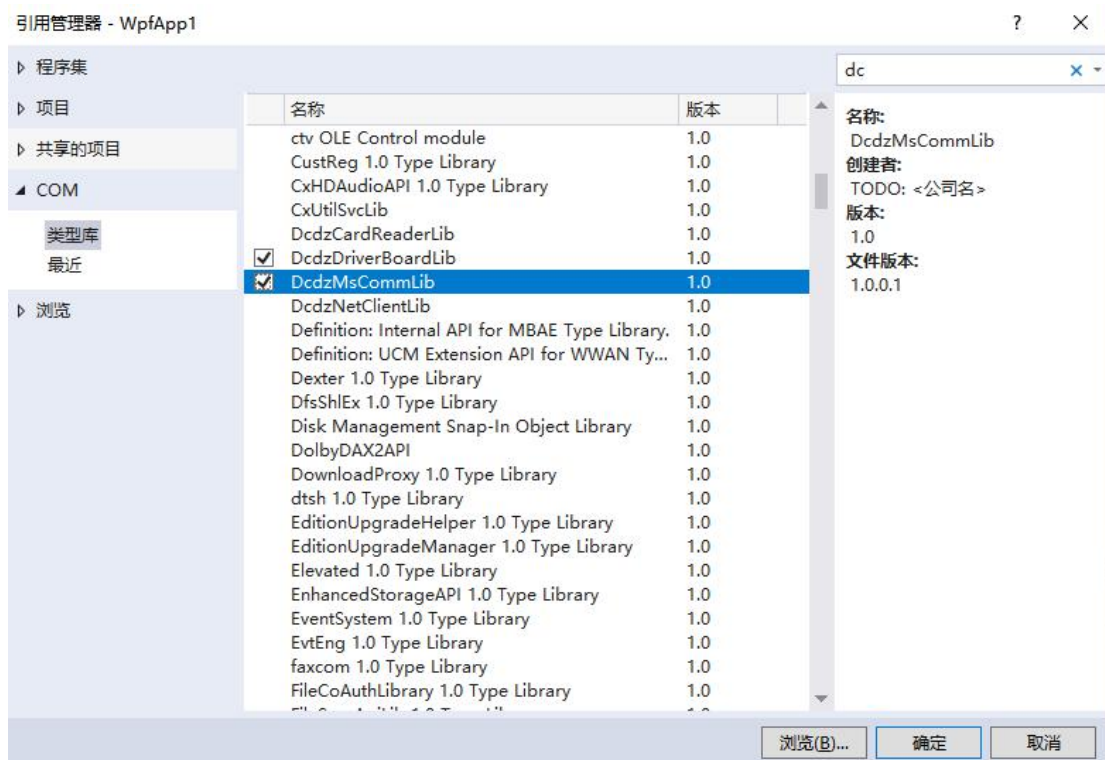 引用管理器 - WpfApp1
?
程序集
项目
共享的项目
COM
类型库
最近
浏览
名称 版本
ctv OLE Control module 1.0
CustReg 1.0 Type Library 1.0
CxHDAudioAPI 1.0 Type Library 1.0
CxUtilSvcLib 1.0
DcdzCardReaderLib 1.0
DcdzDriverBoardLib 1.0
DcdzMsCommLib 1.0
DcdzNetClientLib 1.0
Definition: Internal API for MBAE Type Library. 1.0
Definition: UCM Extension API for WWAN Ty... 1.0
Dexter 1.0 Type Library 1.0
DfsShlEx 1.0 Type Library 1.0
Disk Management Snap-In Object Library 1.0
DolbyDAX2API 1.0
DownloadProxy 1.0 Type Library 1.0
dtsh 1.0 Type Library 1.0
EditionUpgradeHelper 1.0 Type Library 1.0
EditionUpgradeManager 1.0 Type Library 1.0
Elevated 1.0 Type Library 1.0
EnhancedStorageAPI 1.0 Type Library 1.0
EventSystem 1.0 Type Library 1.0
EvtEng 1.0 Type Library 1.0
faxcom 1.0 Type Library 1.0
FileCoAuthLibrary 1.0 Type Library 1.0
dc
名称:
DcdzMsCommLib
创建者:
TODO: <公司名>
版本:
1.0
文件版本:
1.0.0.1
浏览(B)... 确定 取消